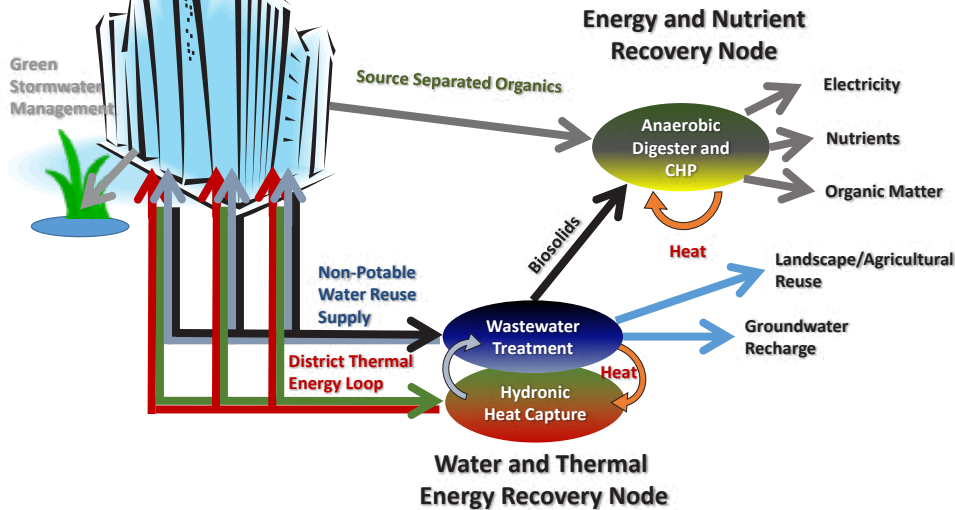 Energy and Nutrient
Recovery Node
Green
Stormwater
Management
Source Separated Organics
Electricity
Anaerobic
Digester and
CHP
Nutrients
Organic Matter
Biosolids
Heat
Landscape/Agricultural
Reuse
Non-Potable
Water Reuse
Supply
Wastewater
Treatment
Groundwater
Recharge
District Thermal
Energy Loop
Heat
Hydronic
Heat Capture
Water and Thermal
Energy Recovery Node